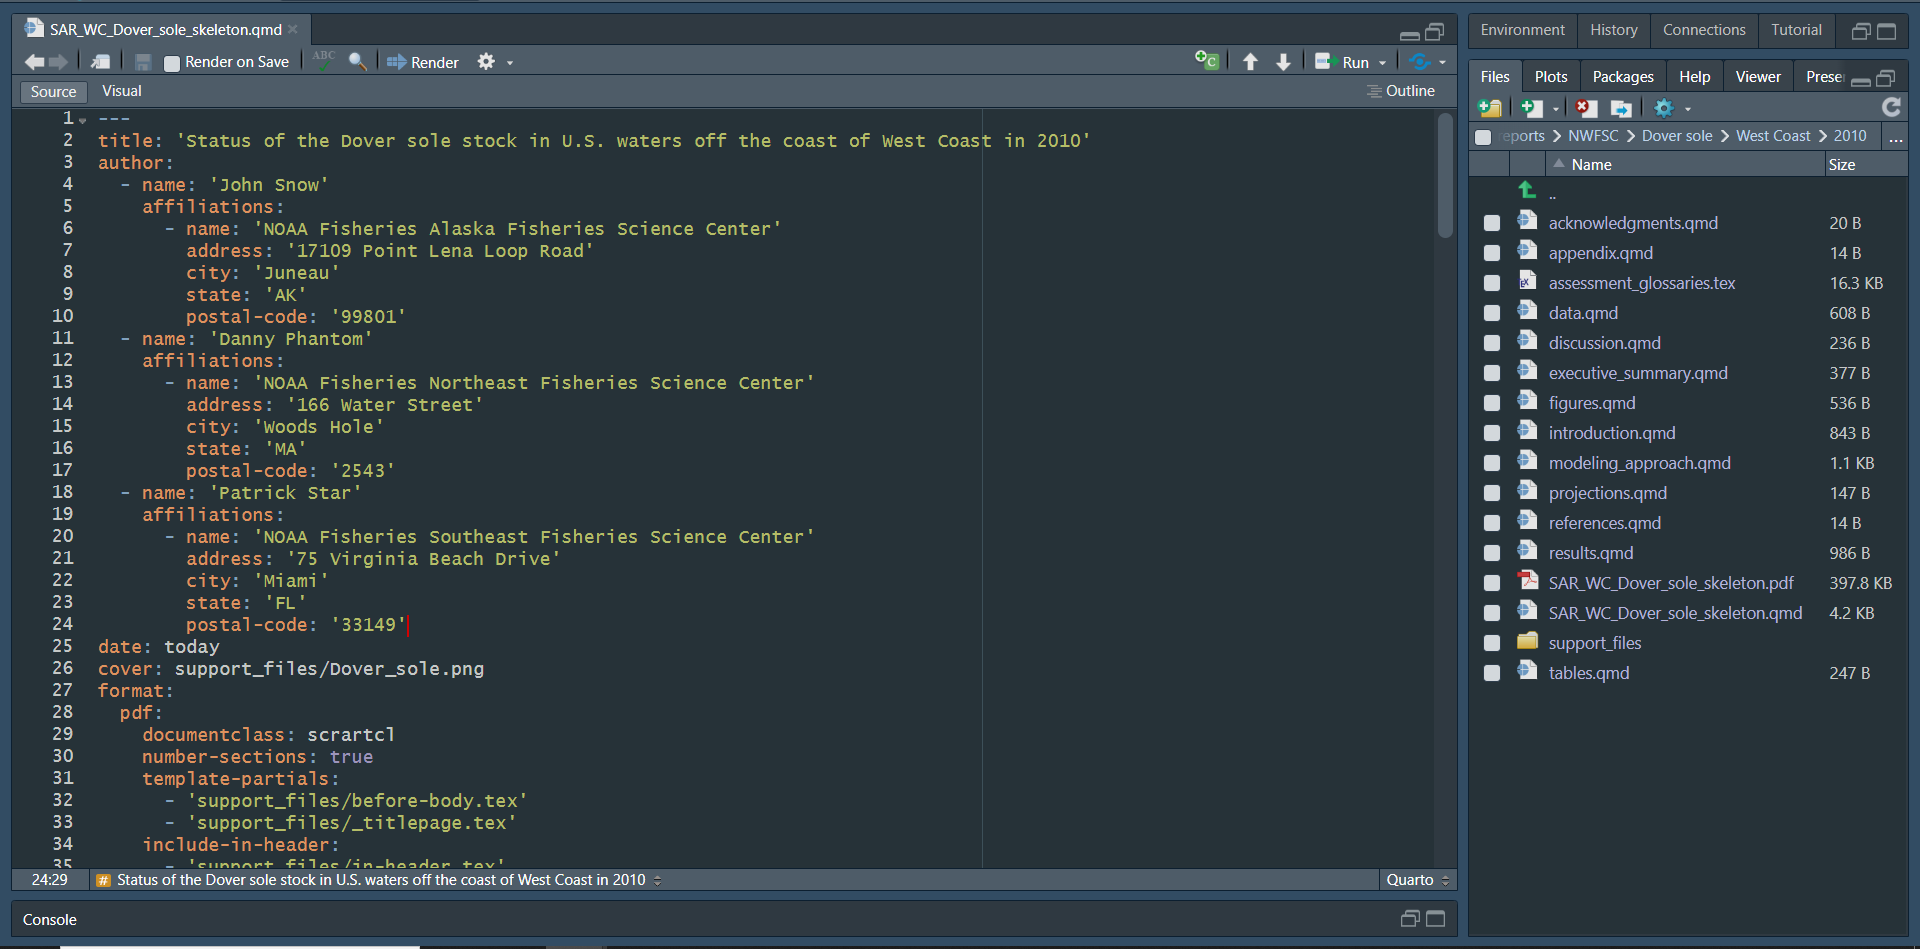 SAR_WC_Dover_sole_skeleton.qmd
Render on Save
ABC
Render
Run
Source
Visual
Outline
1 ---
2 title: 'Status of the Dover sole stock in U.S. waters off the coast of West Coast in 2010'
3 author:
4 - name: 'John Snow'
5 affiliations:
6 - name: 'NOAA Fisheries Alaska Fisheries Science Center'
7 address: '17109 Point Lena Loop Road'
8 city: 'Juneau'
9 state: 'AK'
10 postal-code: '99801'
11 - name: 'Danny Phantom'
12 affiliations:
13 - name: 'NOAA Fisheries Northeast Fisheries Science Center'
14 address: '166 Water Street'
15 city: 'Woods Hole'
16 state: 'MA'
17 postal-code: '2543'
18 - name: 'Patrick Star'
19 affiliations:
20 - name: 'NOAA Fisheries Southeast Fisheries Science Center'
21 address: '75 Virginia Beach Drive'
22 city: 'Miami'
23 state: 'FL'
24 postal-code: '33149'
25 date: today
26 cover: support_files/Dover_sole.png
27 format:
28 pdf:
29 documentclass: scrartcl
30 number-sections: true
31 template-partials:
32 - 'support_files/before-body.tex'
33 - 'support_files/_titlepage.tex'
34 include-in-header:
35 - 'support_files/in-header.tex'
24:29 # Status of the Dover sole stock in U.S. waters off the coast of West Coast in 2010
Quarto
Console
Environment History Connections Tutorial
Files Plots Packages Help Viewer Prese
reports > NWFSC > Dover sole > West Coast > 2010 ...
Name Size
..
acknowledgments.qmd 20 B
appendix.qmd 14 B
assessment_glossaries.tex 16.3 KB
data.qmd 608 B
discussion.qmd 236 B
executive_summary.qmd 377 B
figures.qmd 536 B
introduction.qmd 843 B
modeling_approach.qmd 1.1 KB
projections.qmd 147 B
references.qmd 14 B
results.qmd 986 B
SAR_WC_Dover_sole_skeleton.pdf 397.8 KB
SAR_WC_Dover_sole_skeleton.qmd 4.2 KB
support_files
tables.qmd 247 B